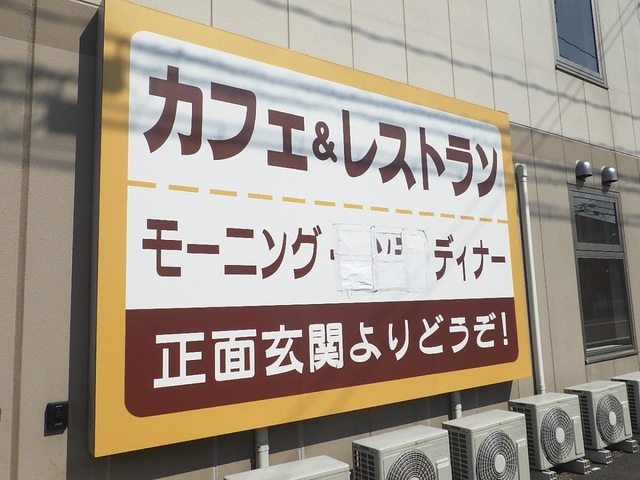 カフェ&レストラン
モーニング・ ディナー
正面玄関よりどうぞ!